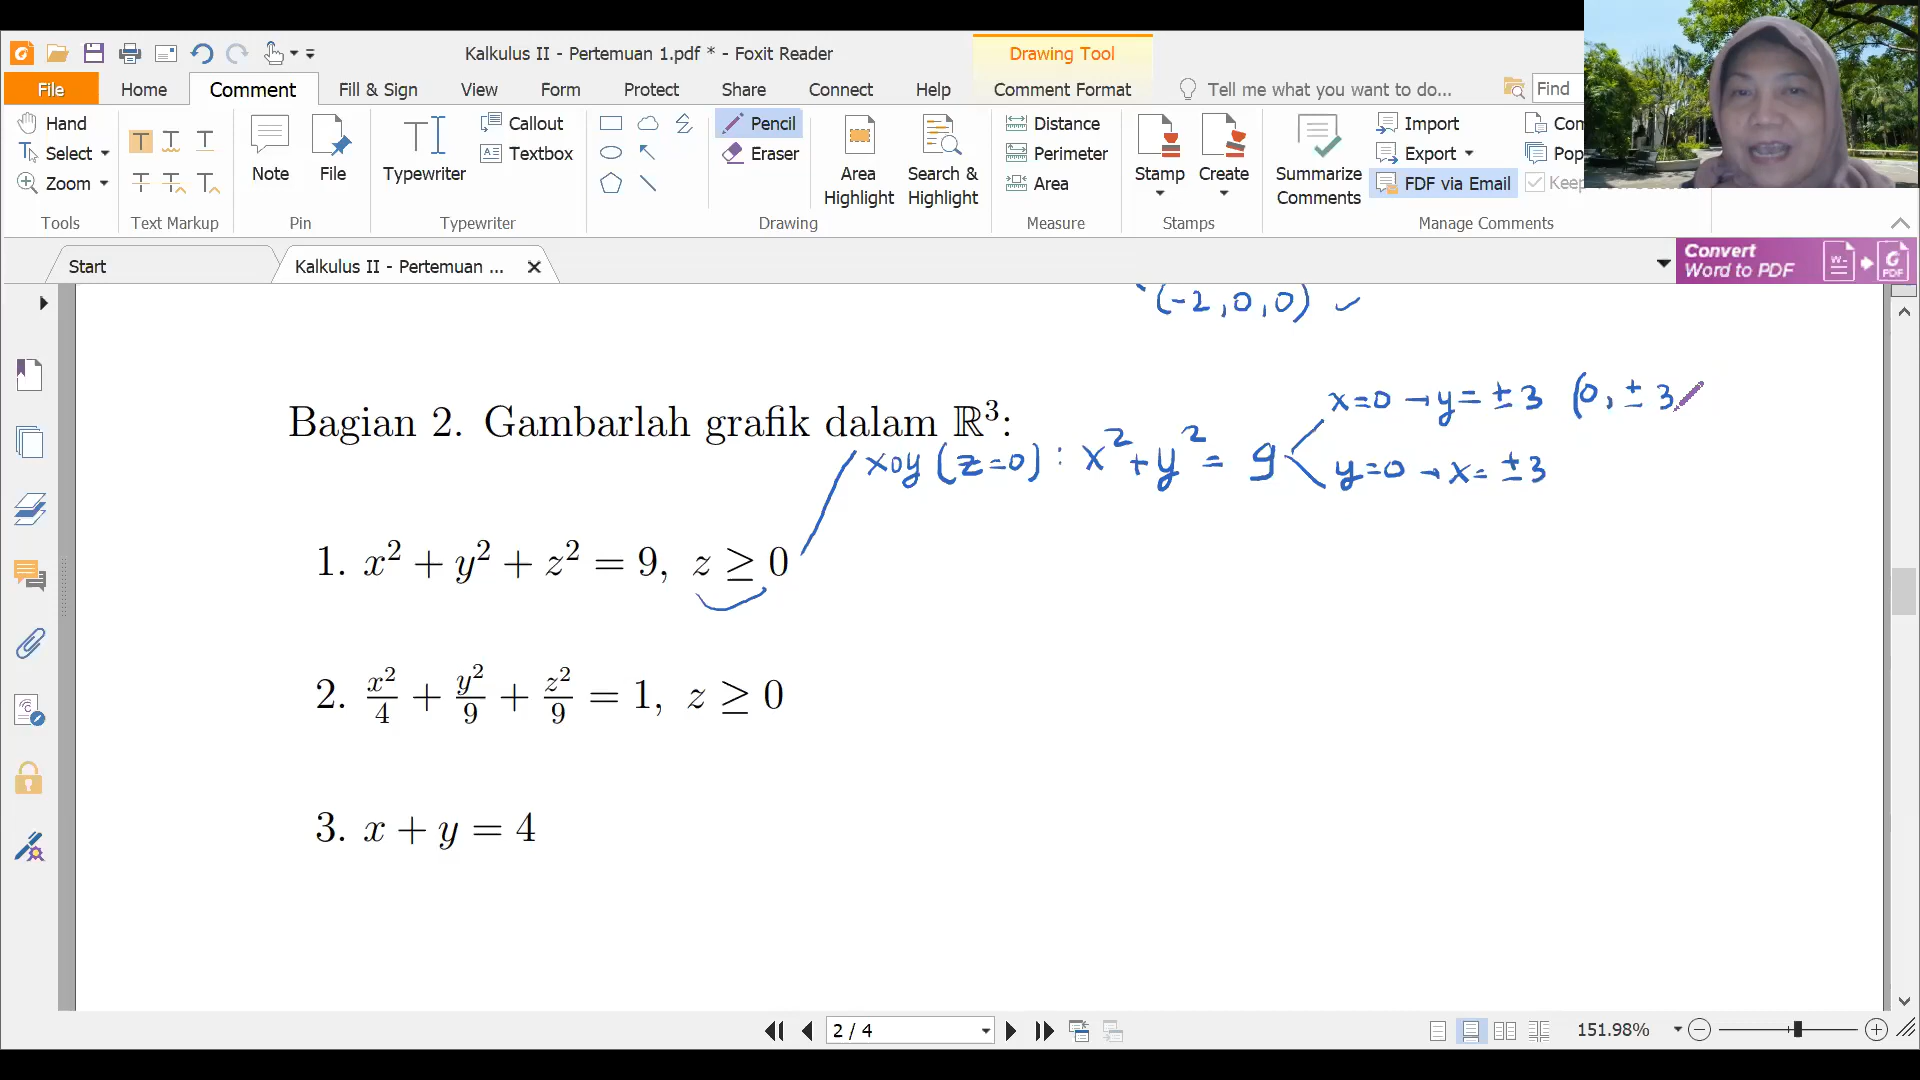 Kalkulus II - Pertemuan 1.pdf * - Foxit Reader
Drawing Tool
File Home Comment Fill & Sign View Form Protect Share Connect Help Comment Format Tell me what you want to do... Find
Hand
Select
Zoom
Tools
Text Markup
Note
File
Pin
Typewriter
Callout
Textbox
Typewriter
Pencil
Eraser
Area Highlight
Search & Highlight
Drawing
Distance
Perimeter
Area
Measure
Stamp
Create
Stamps
Summarize Comments
Import
Export
FDF via Email
Com
Pop
Keep
Manage Comments
Start
Kalkulus II - Pertemuan ...
Convert Word to PDF
(-2,0,0) ✓
x=0 → y= ±3 (0, ±3,
Bagian 2. Gambarlah grafik dalam ℝ³:
xoy (z=0) : x²+y² = 9
y=0 → x= ±3
1. x² + y² + z² = 9, z ≥ 0
2. x²/4 + y²/9 + z²/9 = 1, z ≥ 0
3. x + y = 4
2 / 4
151.98%